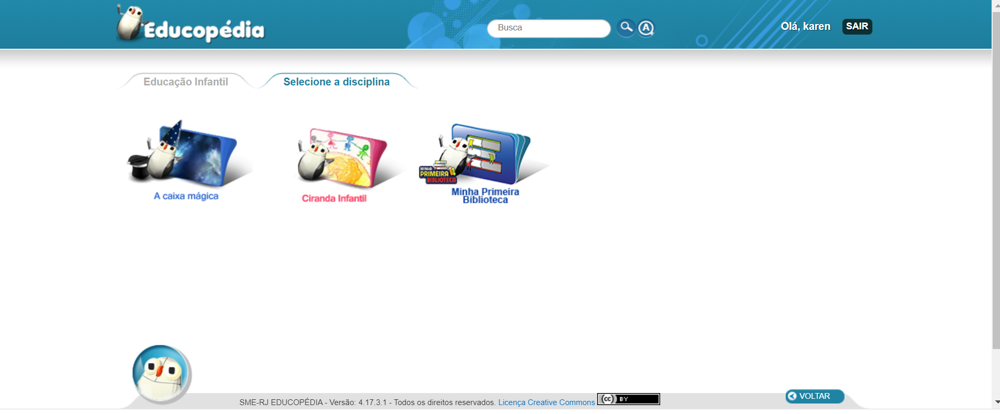 Educopédia
Busca
A
Olá, karen
SAIR
Educação Infantil
Selecione a disciplina
A caixa mágica
Ciranda Infantil
MINHA
PRIMEIRA
BIBLIOTECA
Minha Primeira
Biblioteca
SME-RJ EDUCOPÉDIA - Versão: 4.17.3.1 - Todos os direitos reservados. Licença Creative Commons
cc BY
VOLTAR